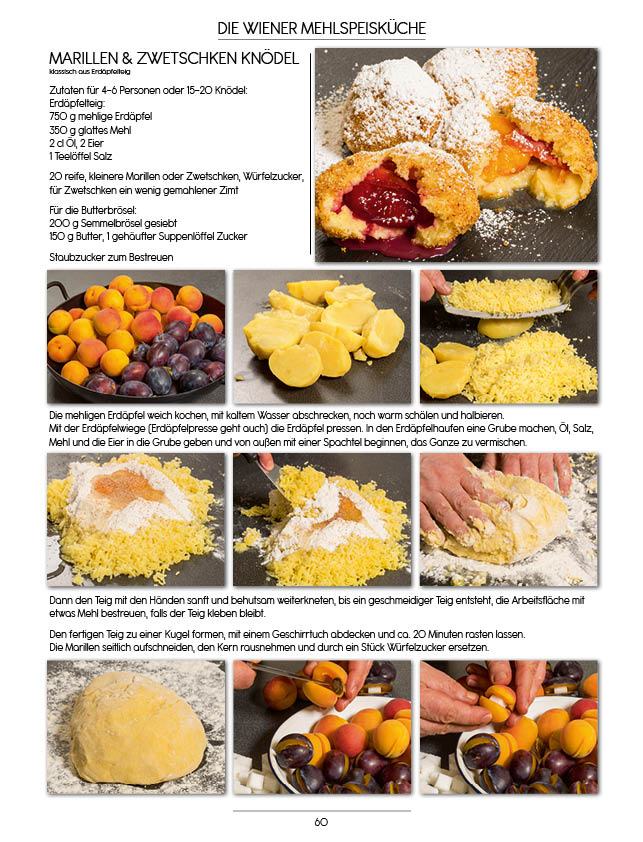 DIE WIENER MEHLSPEISKÜCHE
MARILLEN & ZWETSCHKEN KNÖDEL
klassisch aus Erdäpfelteig
Zutaten für 4–6 Personen oder 15–20 Knödel:
Erdäpfelteig:
750 g mehlige Erdäpfel
350 g glattes Mehl
2 cl Öl, 2 Eier
1 Teelöffel Salz
20 reife, kleinere Marillen oder Zwetschken, Würfelzucker,
für Zwetschken ein wenig gemahlener Zimt
Für die Butterbrösel:
200 g Semmelbrösel gesiebt
150 g Butter, 1 gehäufter Suppenlöffel Zucker
Staubzucker zum Bestreuen
Die mehligen Erdäpfel weich kochen, mit kaltem Wasser abschrecken, noch warm schälen und halbieren.
Mit der Erdäpfelwiege (Erdäpfelpresse geht auch) die Erdäpfel pressen. In den Erdäpfelhaufen eine Grube machen, Öl, Salz,
Mehl und die Eier in die Grube geben und von außen mit einer Spachtel beginnen, das Ganze zu vermischen.
Dann den Teig mit den Händen sanft und behutsam weiterkneten, bis ein geschmeidiger Teig entsteht, die Arbeitsfläche mit
etwas Mehl bestreuen, falls der Teig kleben bleibt.
Den fertigen Teig zu einer Kugel formen, mit einem Geschirrtuch abdecken und ca. 20 Minuten rasten lassen.
Die Marillen seitlich aufschneiden, den Kern rausnehmen und durch ein Stück Würfelzucker ersetzen.
60